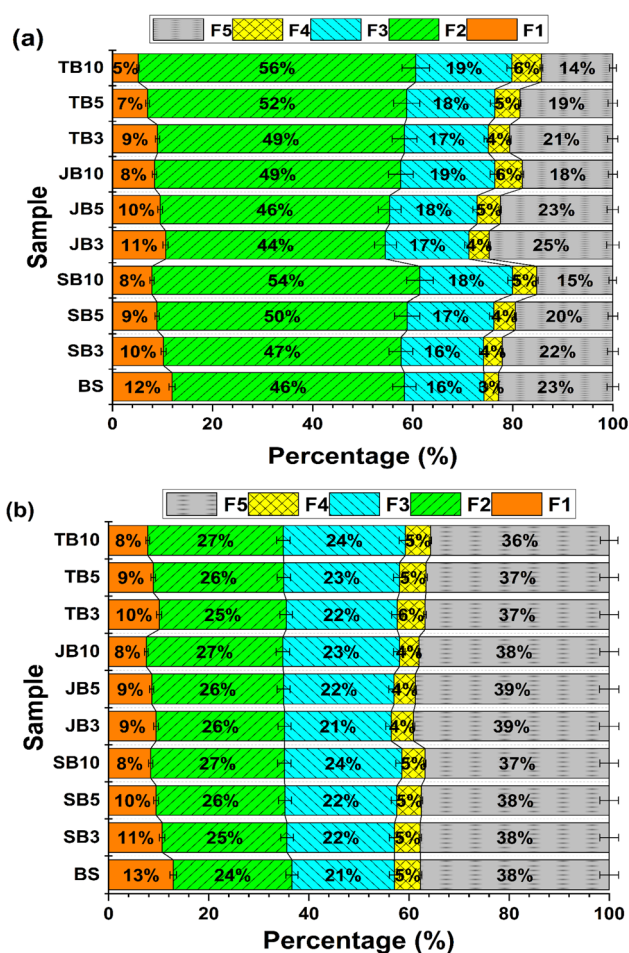 (a)
F5 F4 F3 F2 F1
TB10 5% 56% 19% 6% 14%
TB5 7% 52% 18% 5% 19%
TB3 9% 49% 17% 4% 21%
JB10 8% 49% 19% 6% 18%
JB5 10% 46% 18% 5% 23%
JB3 11% 44% 17% 4% 25%
SB10 8% 54% 18% 5% 15%
SB5 9% 50% 17% 4% 20%
SB3 10% 47% 16% 4% 22%
BS 12% 46% 16% 3% 23%
Sample
0 20 40 60 80 100
Percentage (%)
(b)
F5 F4 F3 F2 F1
TB10 8% 27% 24% 5% 36%
TB5 9% 26% 23% 5% 37%
TB3 10% 25% 22% 6% 37%
JB10 8% 27% 23% 4% 38%
JB5 9% 26% 22% 4% 39%
JB3 9% 26% 21% 4% 39%
SB10 8% 27% 24% 5% 37%
SB5 10% 26% 22% 5% 38%
SB3 11% 25% 22% 5% 38%
BS 13% 24% 21% 5% 38%
Sample
0 20 40 60 80 100
Percentage (%)